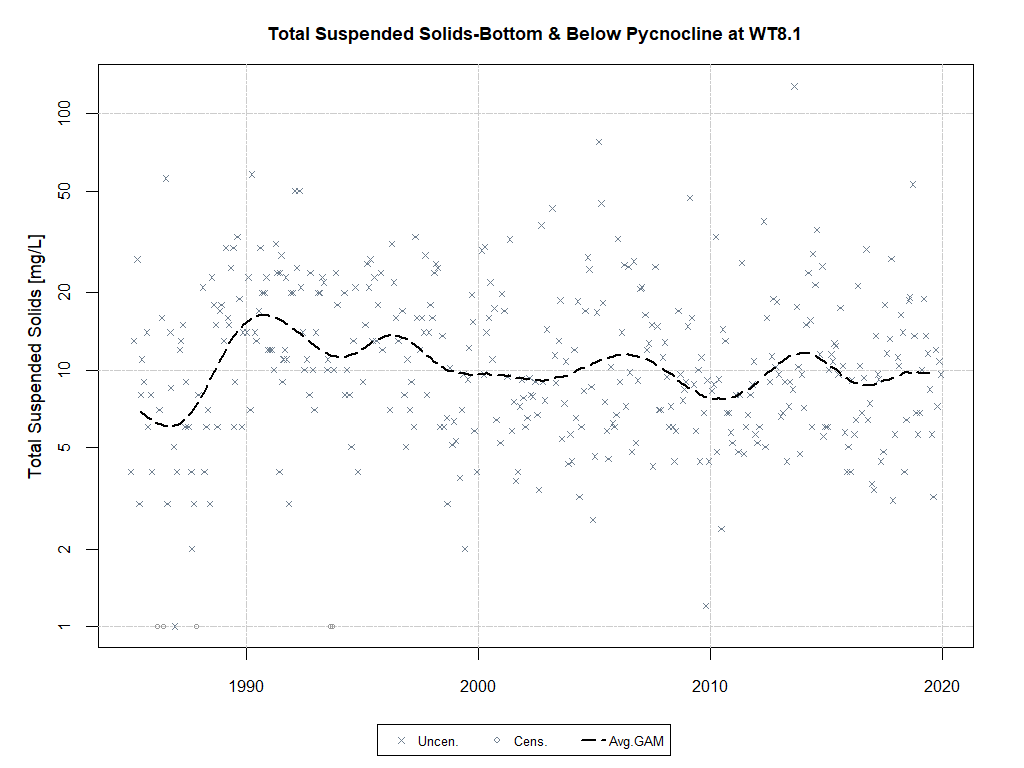 Total Suspended Solids-Bottom & Below Pycnocline at WT8.1
Total Suspended Solids [mg/L]
100
50
20
10
5
2
1
1990 2000 2010 2020
Uncen. Cens. Avg.GAM